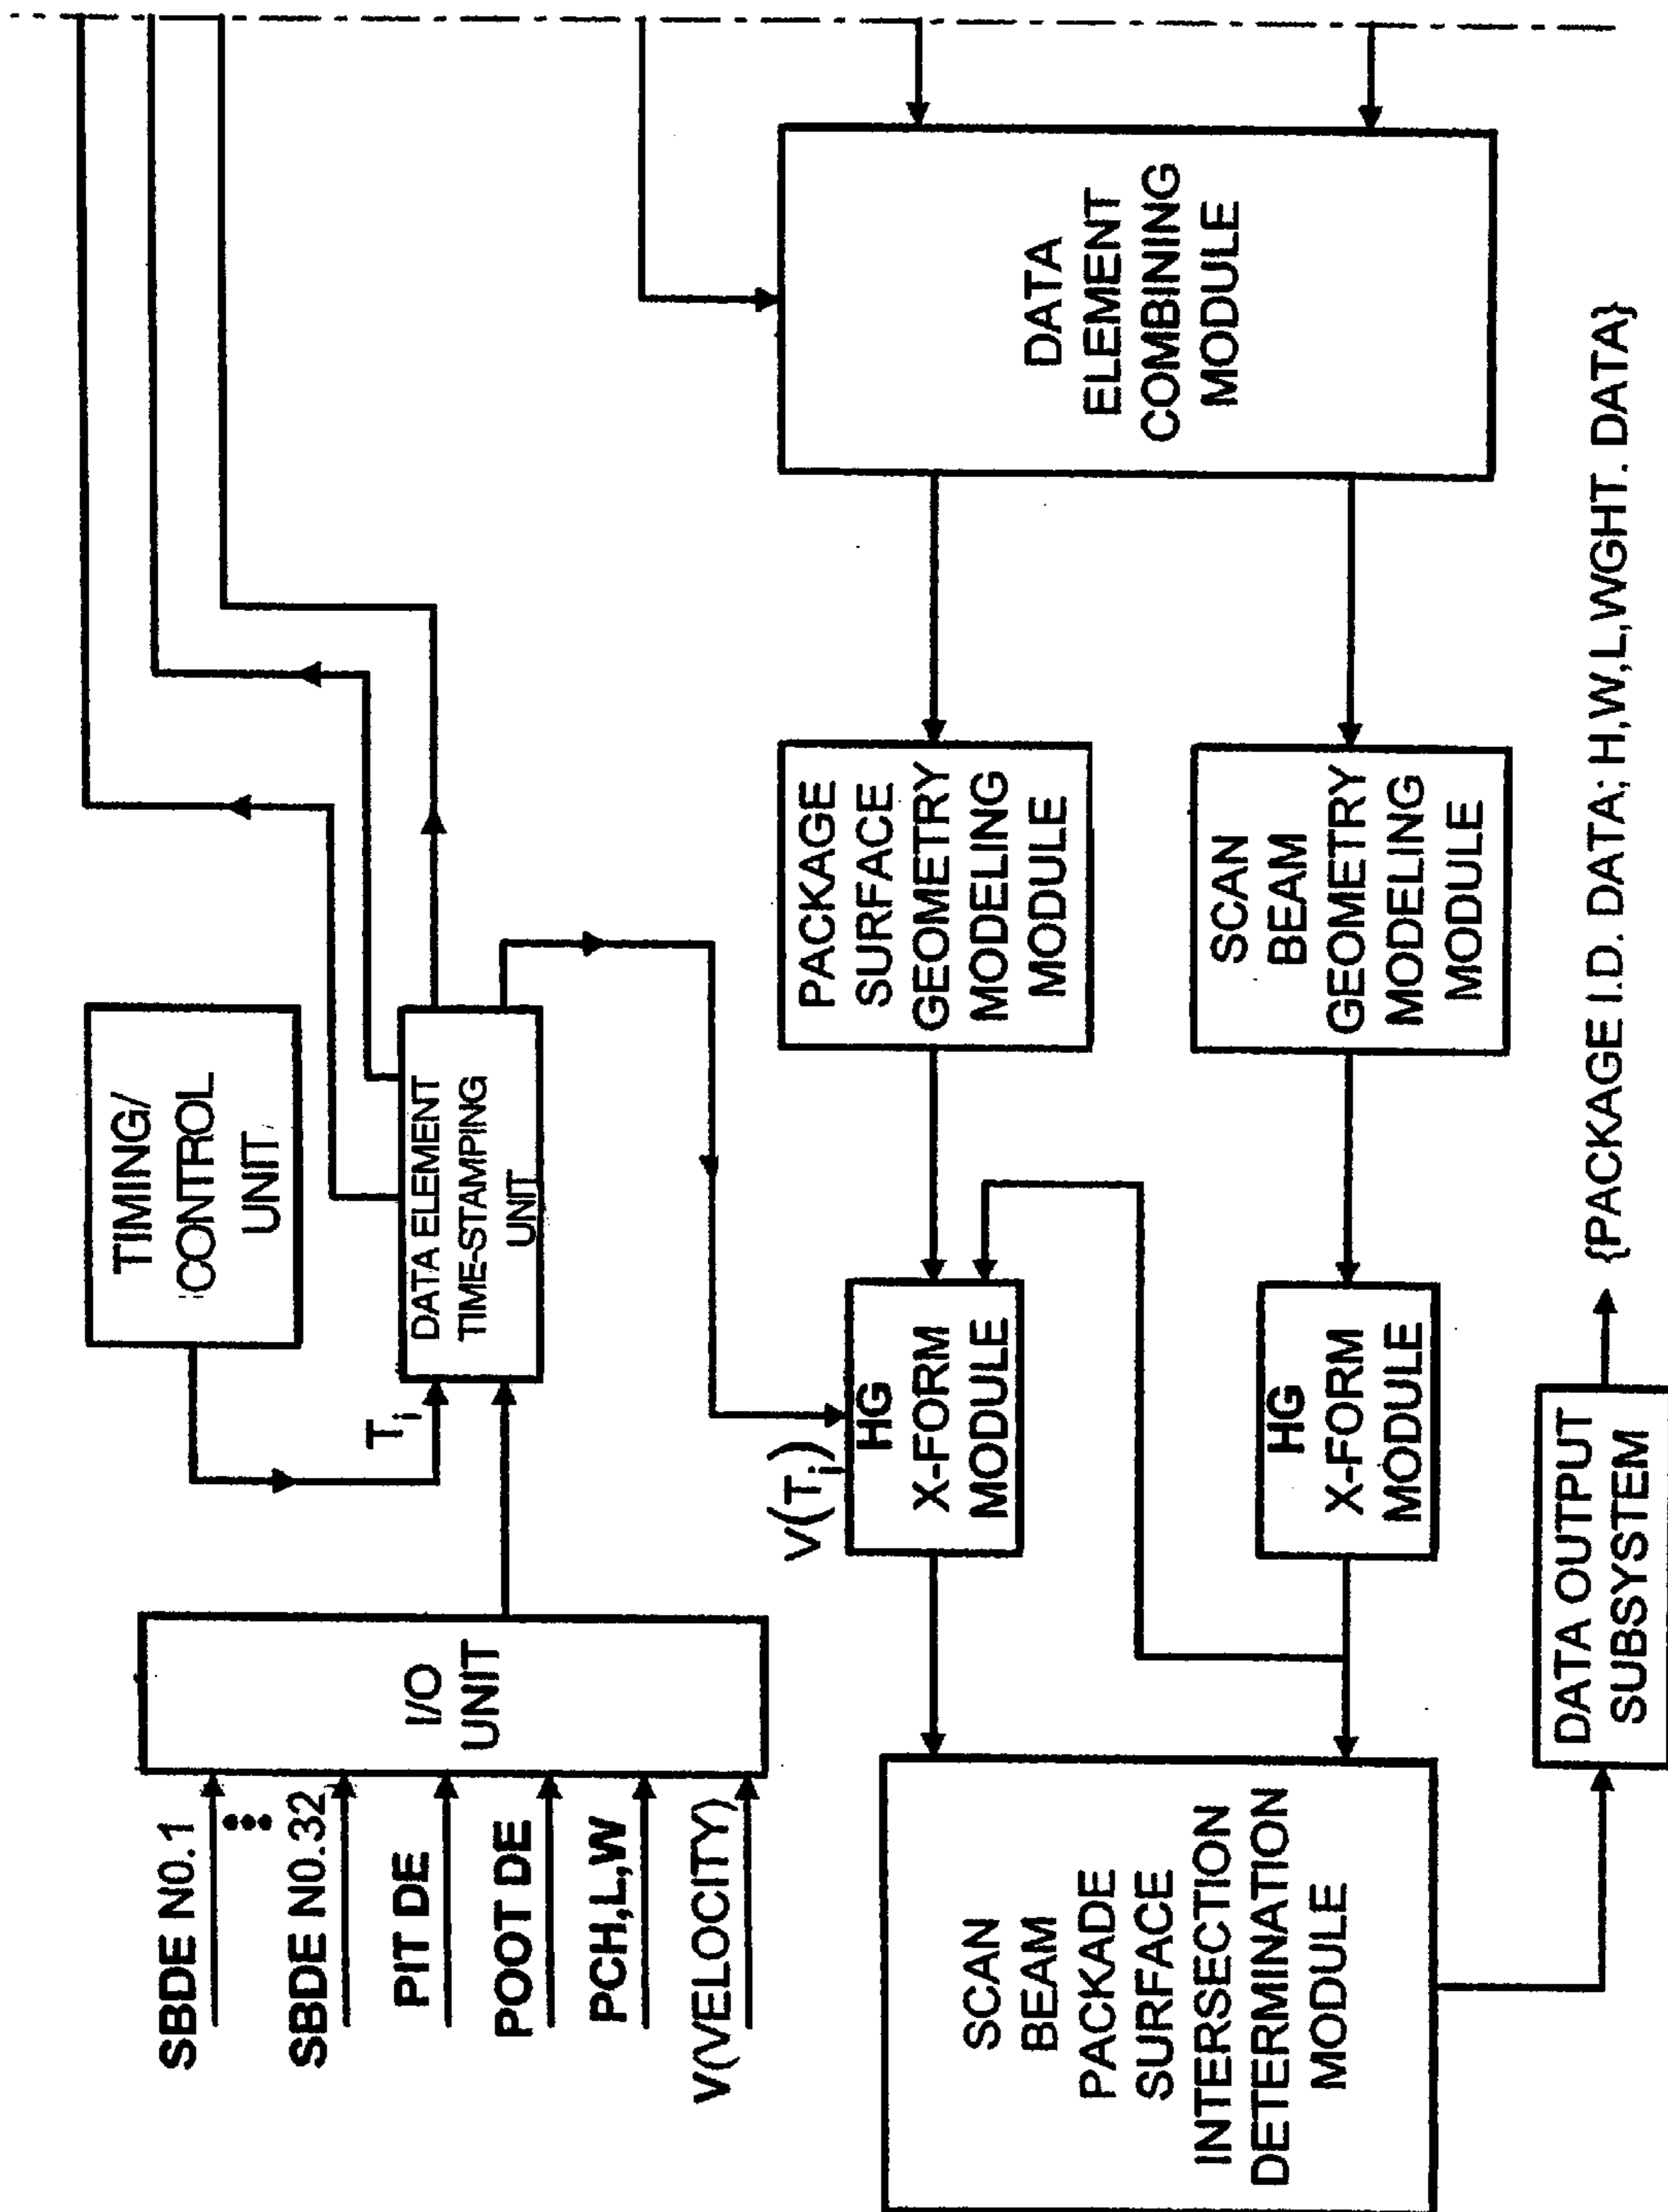 SBDE N0. 1
SBDE N0.32
PIT DE
POOT DE
PCH,L,W
V(VELOCITY)
I/O
UNIT
TIMING/
CONTROL
UNIT
T i
DATA ELEMENT
TIME-STAMPING
UNIT
V(T i)
HG
X-FORM
MODULE
PACKAGE
SURFACE
GEOMETRY
MODELING
MODULE
DATA
ELEMENT
COMBINING
MODULE
SCAN
BEAM
PACKADE
SURFACE
INTERSECTION
DETERMINATION
MODULE
HG
X-FORM
MODULE
SCAN
BEAM
GEOMETRY
MODELING
MODULE
DATA OUTPUT
SUBSYSTEM
{PACKAGE I.D. DATA; H,W,L,WGHT. DATA}